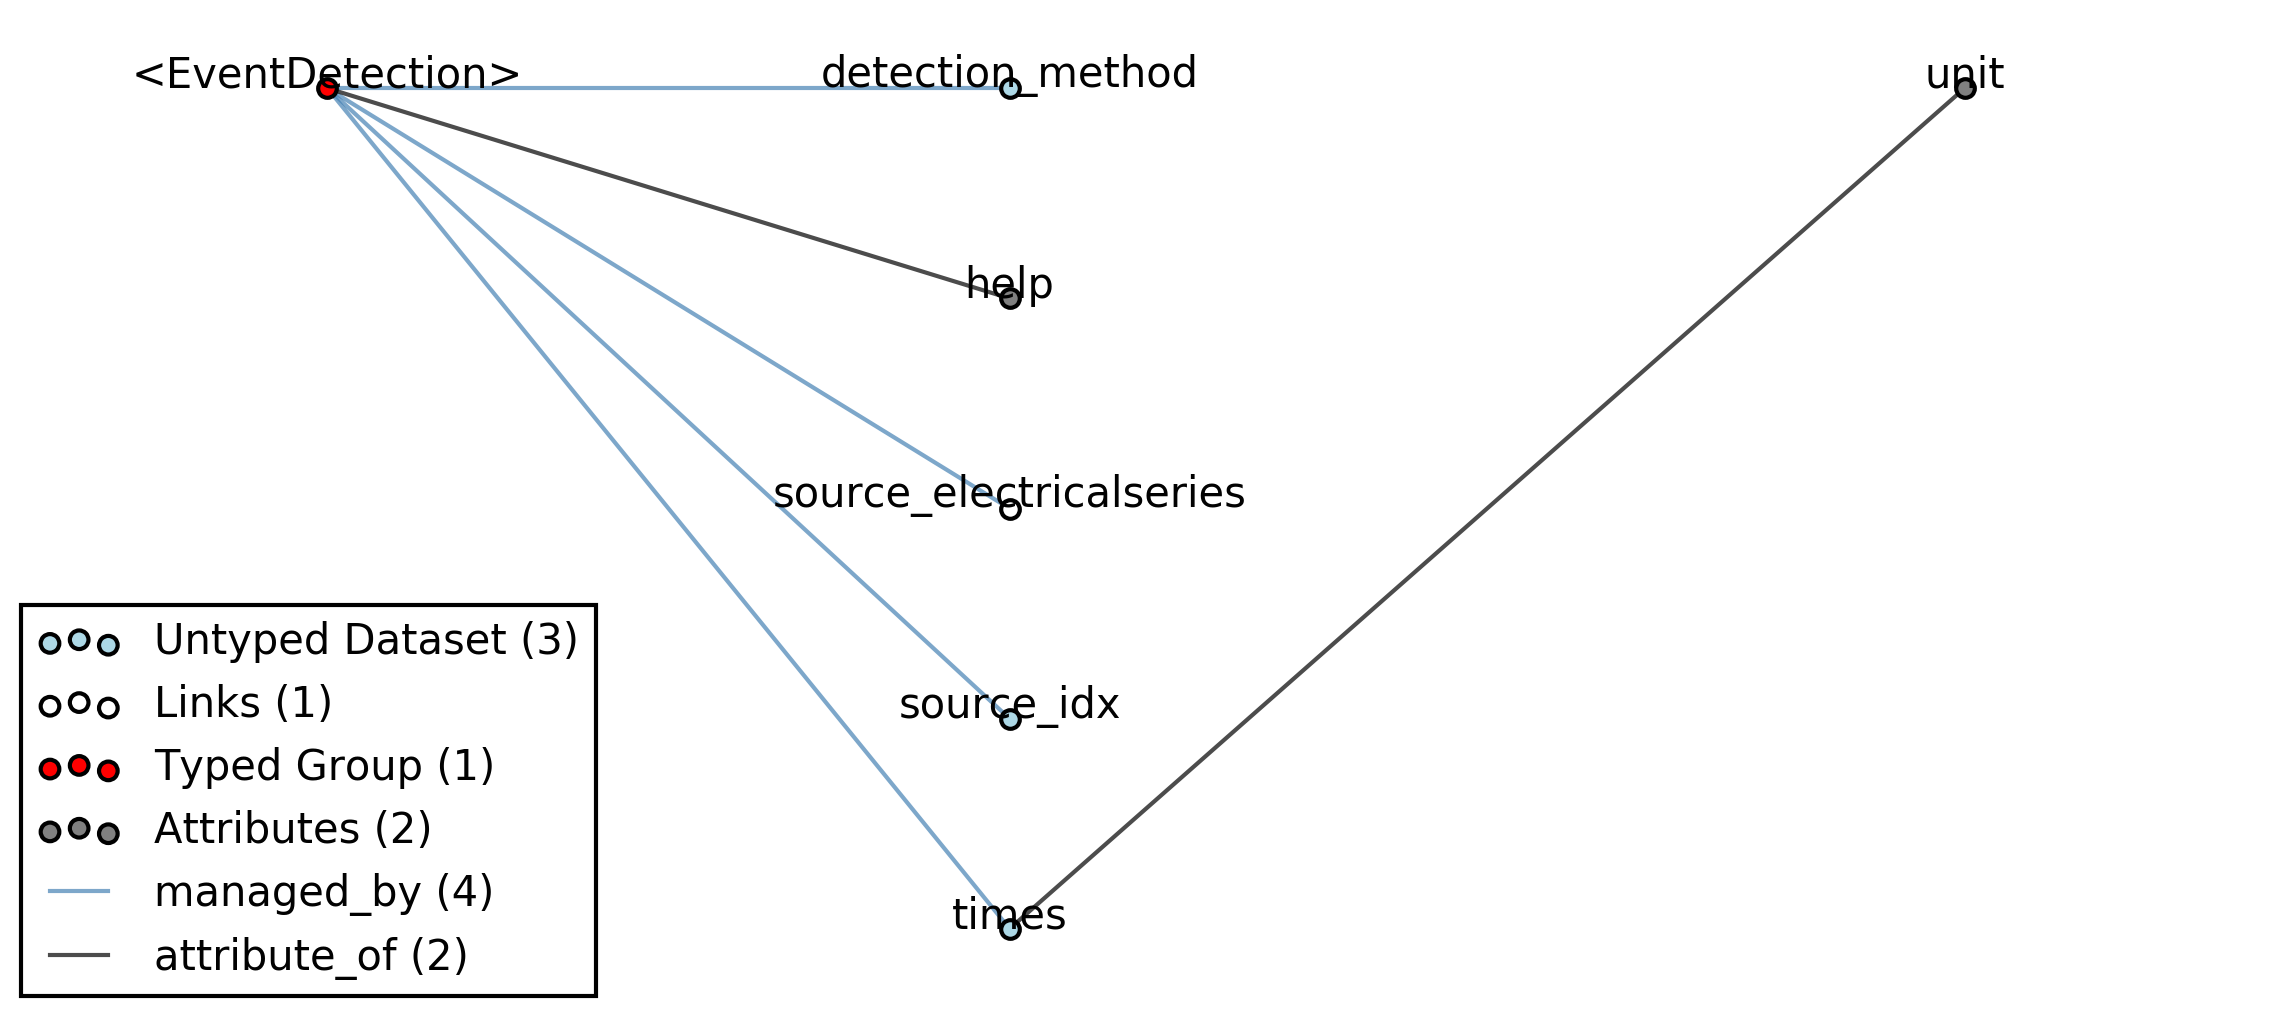 <EventDetection>
detection_method
unit
help
source_electricalseries
source_idx
times
Untyped Dataset (3)
Links (1)
Typed Group (1)
Attributes (2)
managed_by (4)
attribute_of (2)